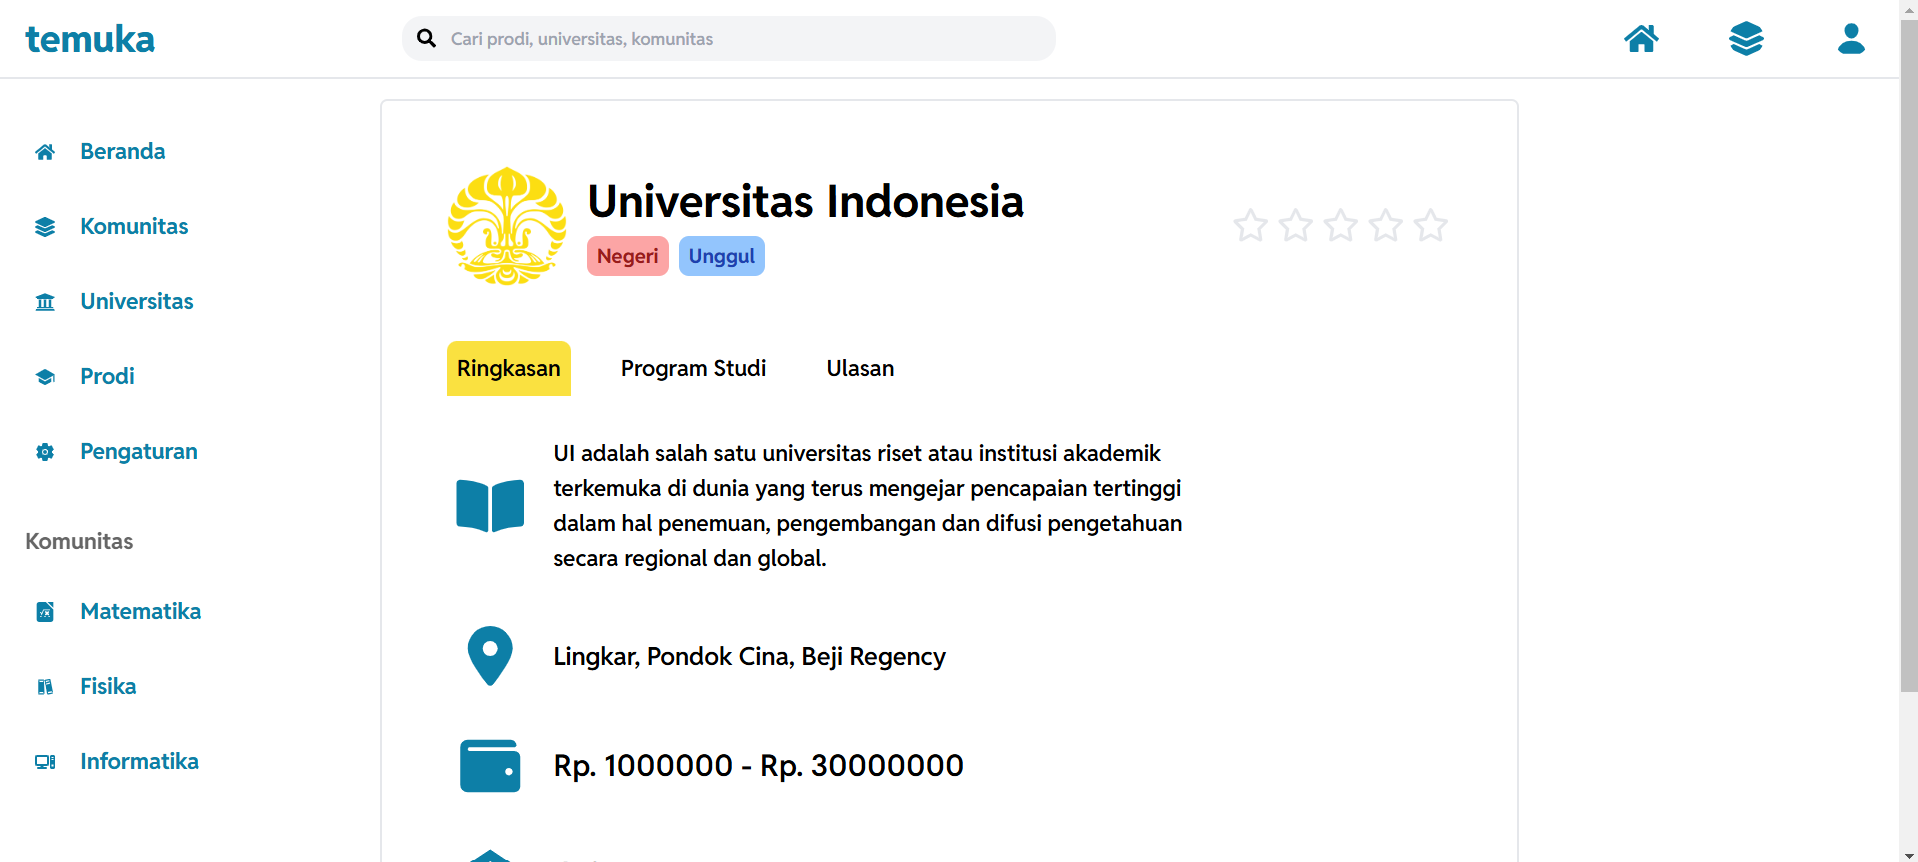 temuka
Cari prodi, universitas, komunitas
Beranda
Komunitas
Universitas
Prodi
Pengaturan
Komunitas
Matematika
Fisika
Informatika
Universitas Indonesia
Negeri
Unggul
Ringkasan
Program Studi
Ulasan
UI adalah salah satu universitas riset atau institusi akademik
terkemuka di dunia yang terus mengejar pencapaian tertinggi
dalam hal penemuan, pengembangan dan difusi pengetahuan
secara regional dan global.
Lingkar, Pondok Cina, Beji Regency
Rp. 1000000 - Rp. 30000000